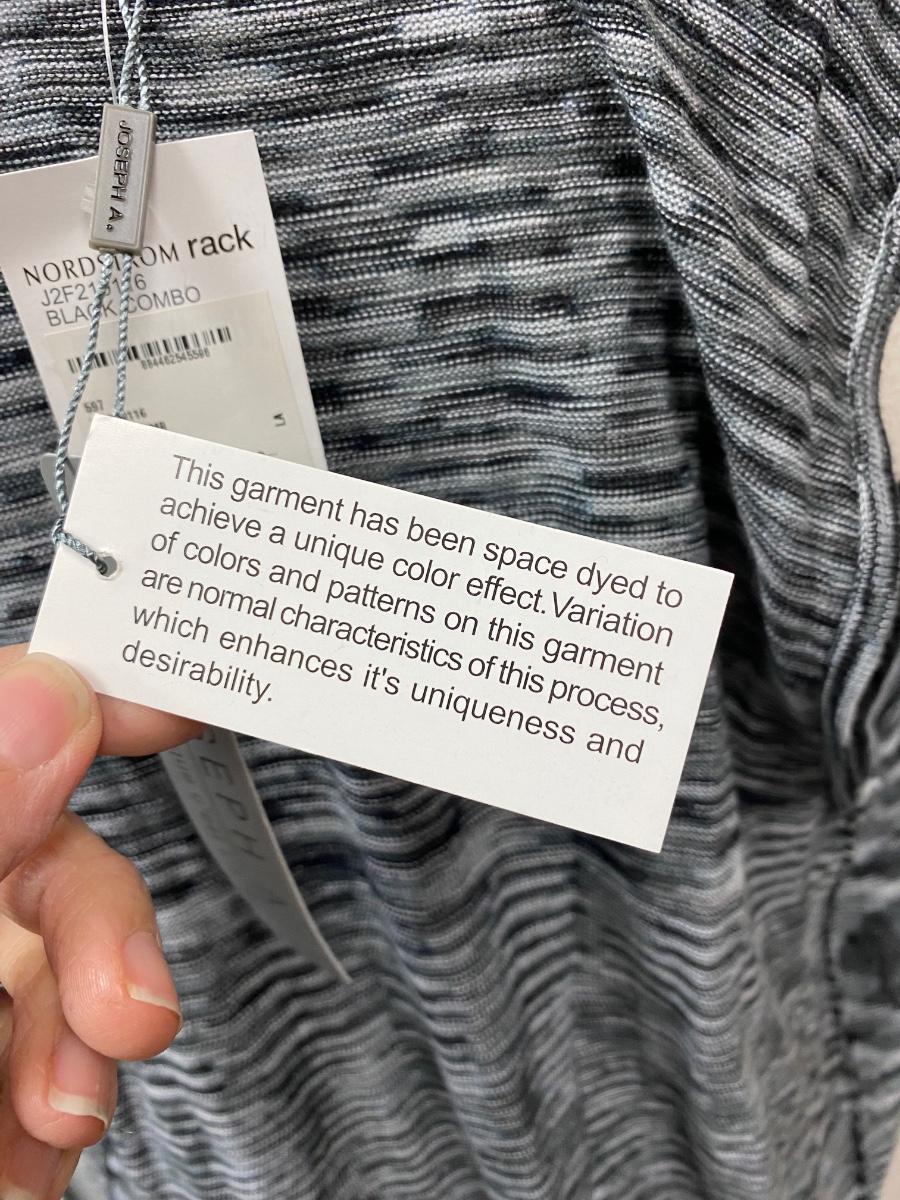 JOSEPH A.
NORDSTROM rack
BLACK COMBO
This garment has been space dyed to
achieve a unique color effect. Variation
of colors and patterns on this garment
are normal characteristics of this process,
which enhances it's uniqueness and
desirability.